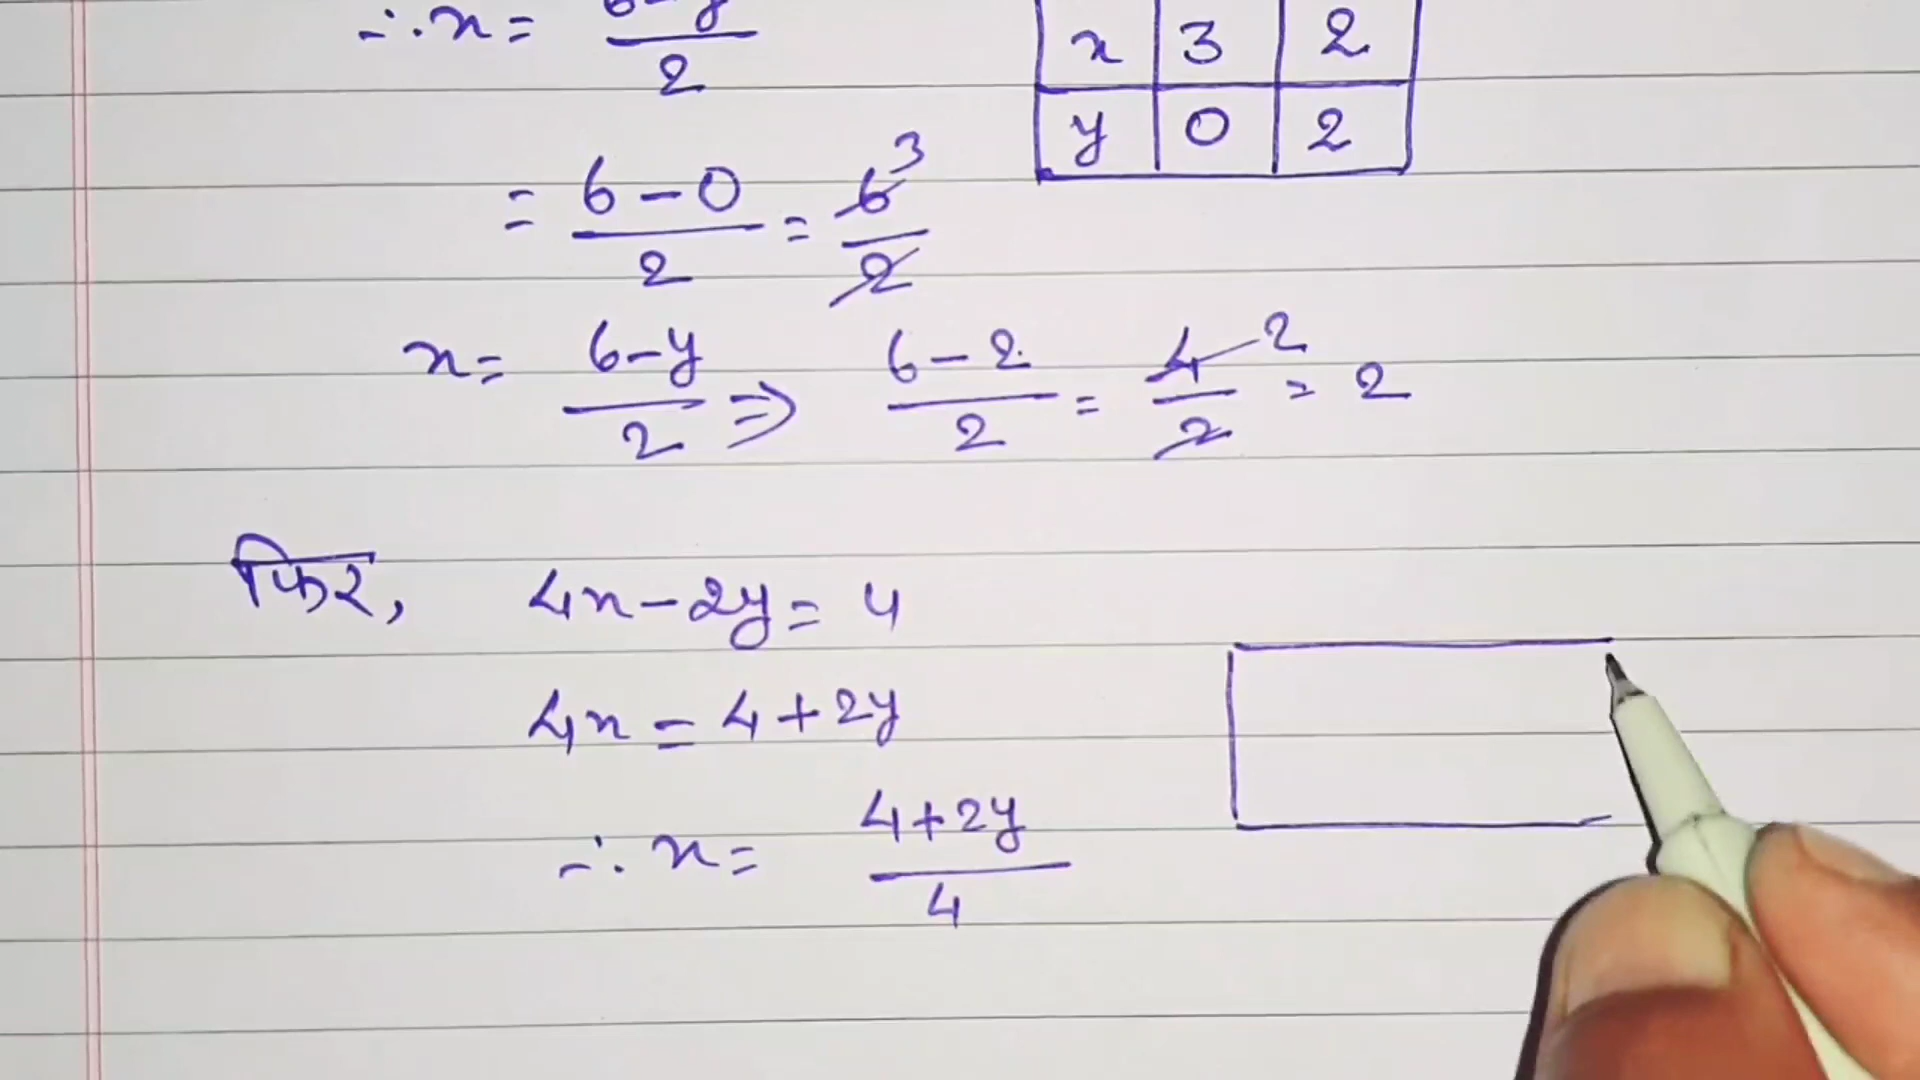 ∴ x = 6-y/2
x 3 2
y 0 2
= 6-0/2 = 6/2 3
x = 6-y/2 ⇒ 6-2/2 = 4/2 2 = 2
फिर, 4x-2y = 4
4x = 4+2y
∴ x = 4+2y/4